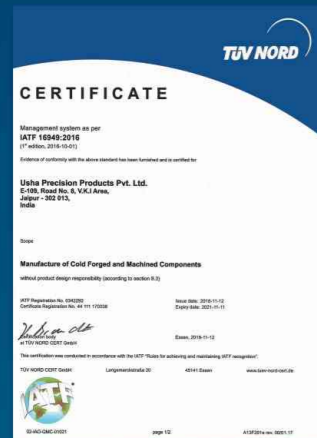 TÜV NORD
CERTIFICATE
Management system as per
IATF 16949:2016
(1st edition, 2016-10-01)
Evidence of conformity with the above standard has been furnished and is certified for
Usha Precision Products Pvt. Ltd.
E-109, Road No. 8, V.K.I Area,
Jaipur - 302 013,
India
Scope
Manufacture of Cold Forged and Machined Components
without product design responsibility (according to section 8.3)
IATF Registration No. 0342292
Certificate Registration No. 44 111 170338
Issue date: 2018-11-12
Expiry date: 2021-11-11
Certification body
at TÜV NORD CERT GmbH
Essen, 2018-11-12
This certification was conducted in accordance with the IATF "Rules for achieving and maintaining IATF recognition".
TÜV NORD CERT GmbH Langemarckstraße 20 45141 Essen www.tuev-nord-cert.de
IATF
page 1/2